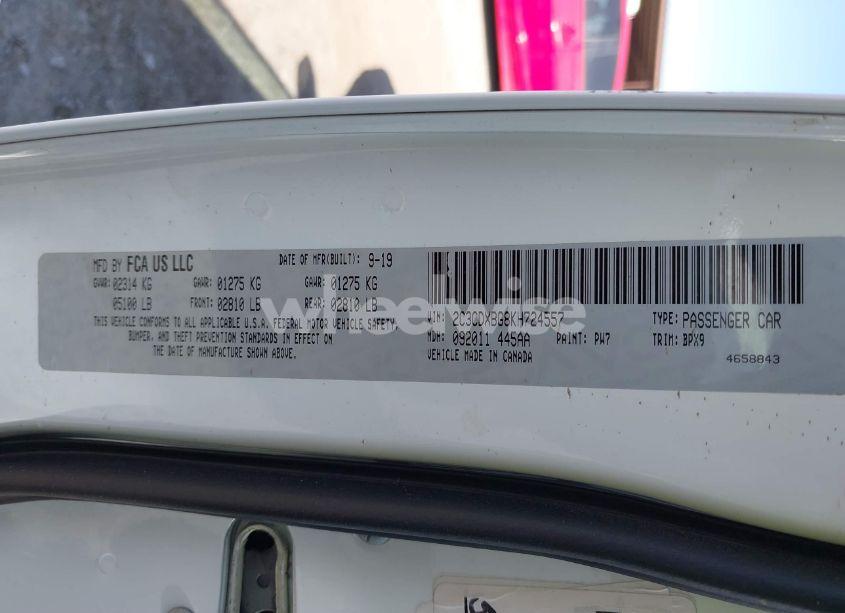 MFD BY FCA US LLC DATE OF MFR(BUILT): 9-19
GVWR: 02314 KG GAWR: 01275 KG GAWR: 01275 KG
05100 LB FRONT: 02810 LB REAR: 02810 LB
THIS VEHICLE CONFORMS TO ALL APPLICABLE U.S.A. FEDERAL MOTOR VEHICLE SAFETY,
BUMPER, AND THEFT PREVENTION STANDARDS IN EFFECT ON
THE DATE OF MANUFACTURE SHOWN ABOVE.
VIN: 2C3CDXBG8KH724557 TYPE: PASSENGER CAR
MDH: 092011 445AA PAINT: PW7 TRIM: BPX9
VEHICLE MADE IN CANADA 4658843
wheelwise